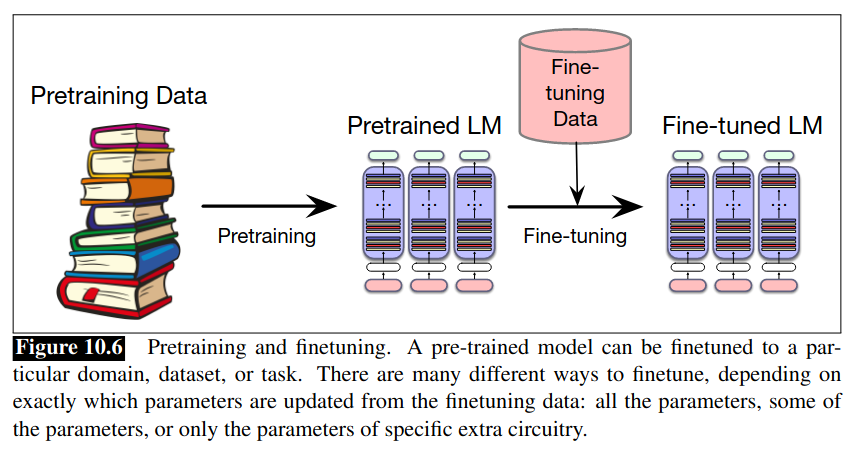 Pretraining Data
Pretraining
Pretrained LM
Fine-
tuning
Data
Fine-tuning
Fine-tuned LM
Figure 10.6 Pretraining and finetuning. A pre-trained model can be finetuned to a par-
ticular domain, dataset, or task. There are many different ways to finetune, depending on
exactly which parameters are updated from the finetuning data: all the parameters, some of
the parameters, or only the parameters of specific extra circuitry.